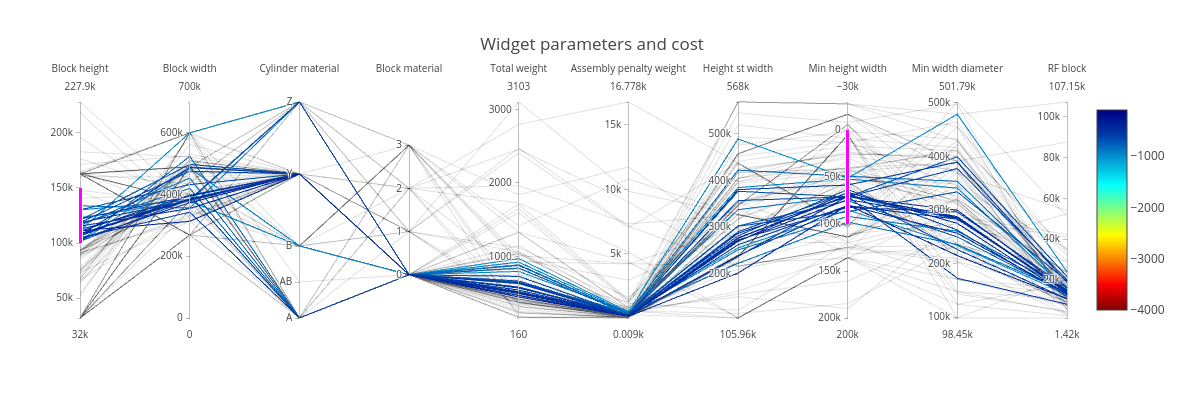 Widget parameters and cost
Block height Block width Cylinder material Block material Total weight Assembly penalty weight Height st width Min height width Min width diameter RF block
227.9k 700k 3103 16.778k 568k −30k 501.79k 107.15k
200k 150k 100k 50k
600k 400k 200k 0
Z Y B AB A
3 2 1 0
3000 2000 1000
15k 10k 5k
500k 400k 300k 200k
0 50k 100k 150k 200k
500k 400k 300k 200k 100k
100k 80k 60k 40k 20k
−1000
−2000
−3000
−4000
32k 0 160 0.009k 105.96k 200k 98.45k 1.42k